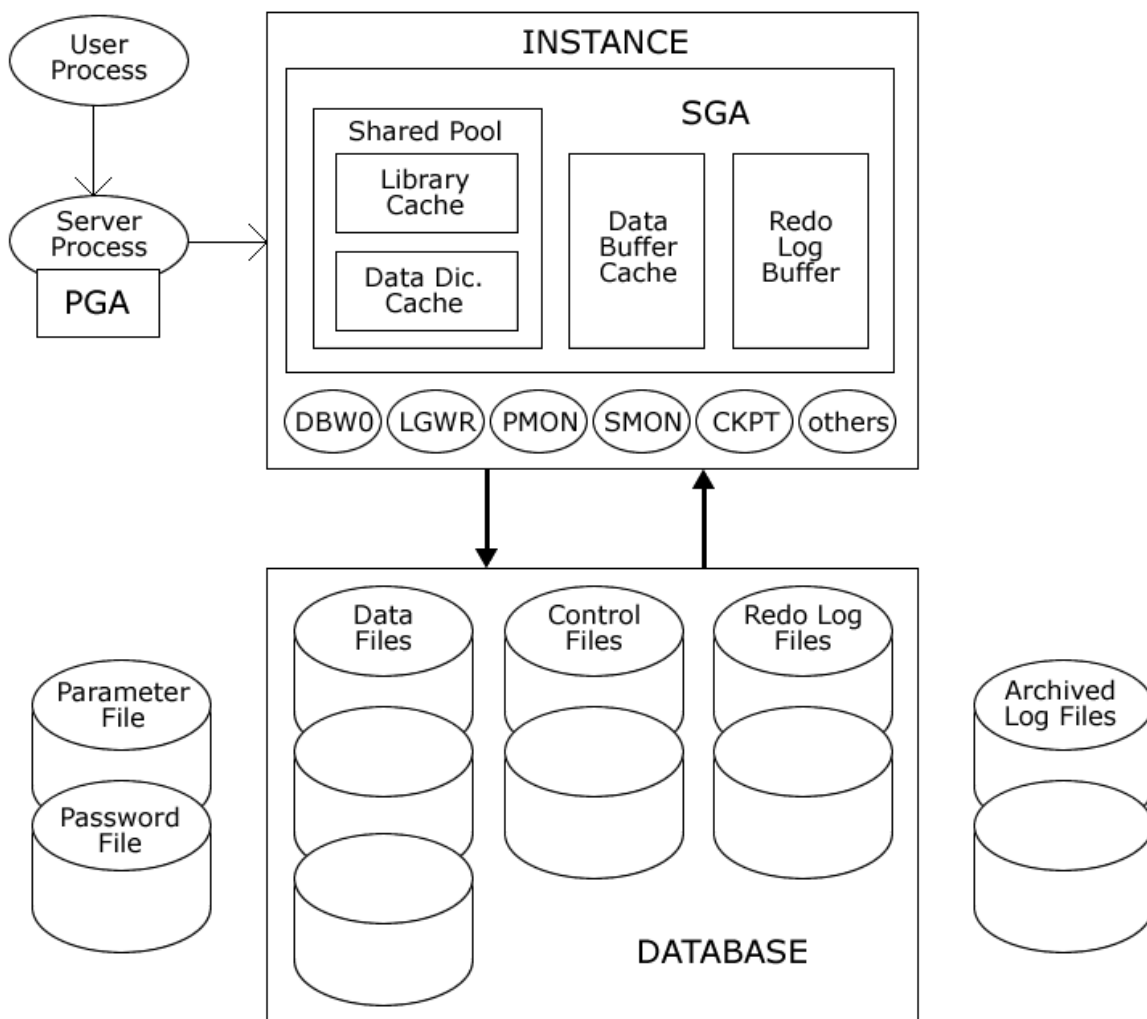 User
Process
Server
Process
PGA
INSTANCE
SGA
Shared Pool
Library
Cache
Data Dic.
Cache
Data
Buffer
Cache
Redo
Log
Buffer
DBW0
LGWR
PMON
SMON
CKPT
others
Parameter
File
Password
File
Data
Files
Control
Files
Redo Log
Files
DATABASE
Archived
Log Files